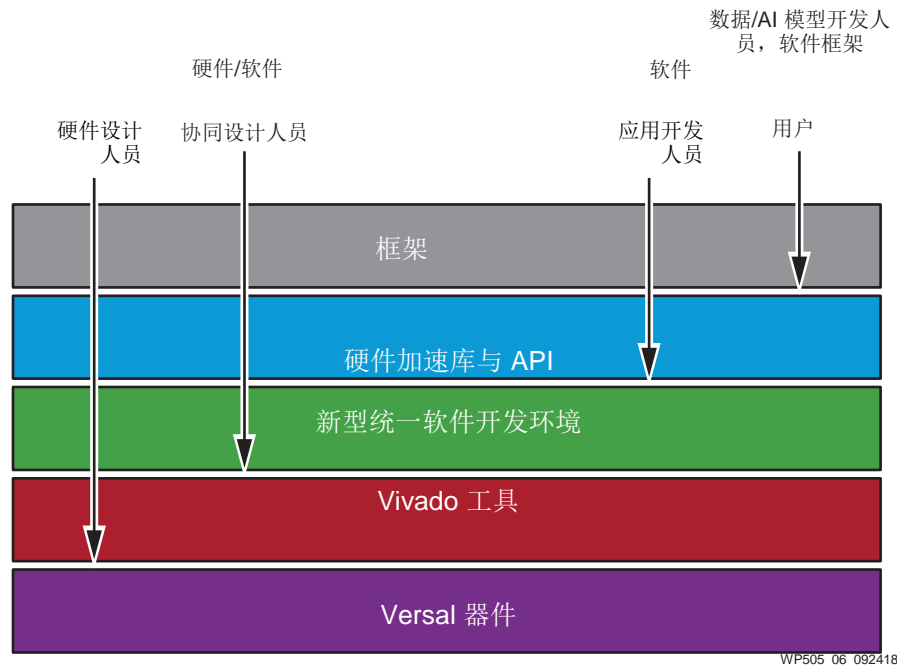 数据/AI 模型开发人
员，软件框架
硬件/软件
软件
硬件设计
人员
协同设计人员
应用开发
人员
用户
框架
硬件加速库与 API
新型统一软件开发环境
Vivado 工具
Versal 器件
WP505_06_092418